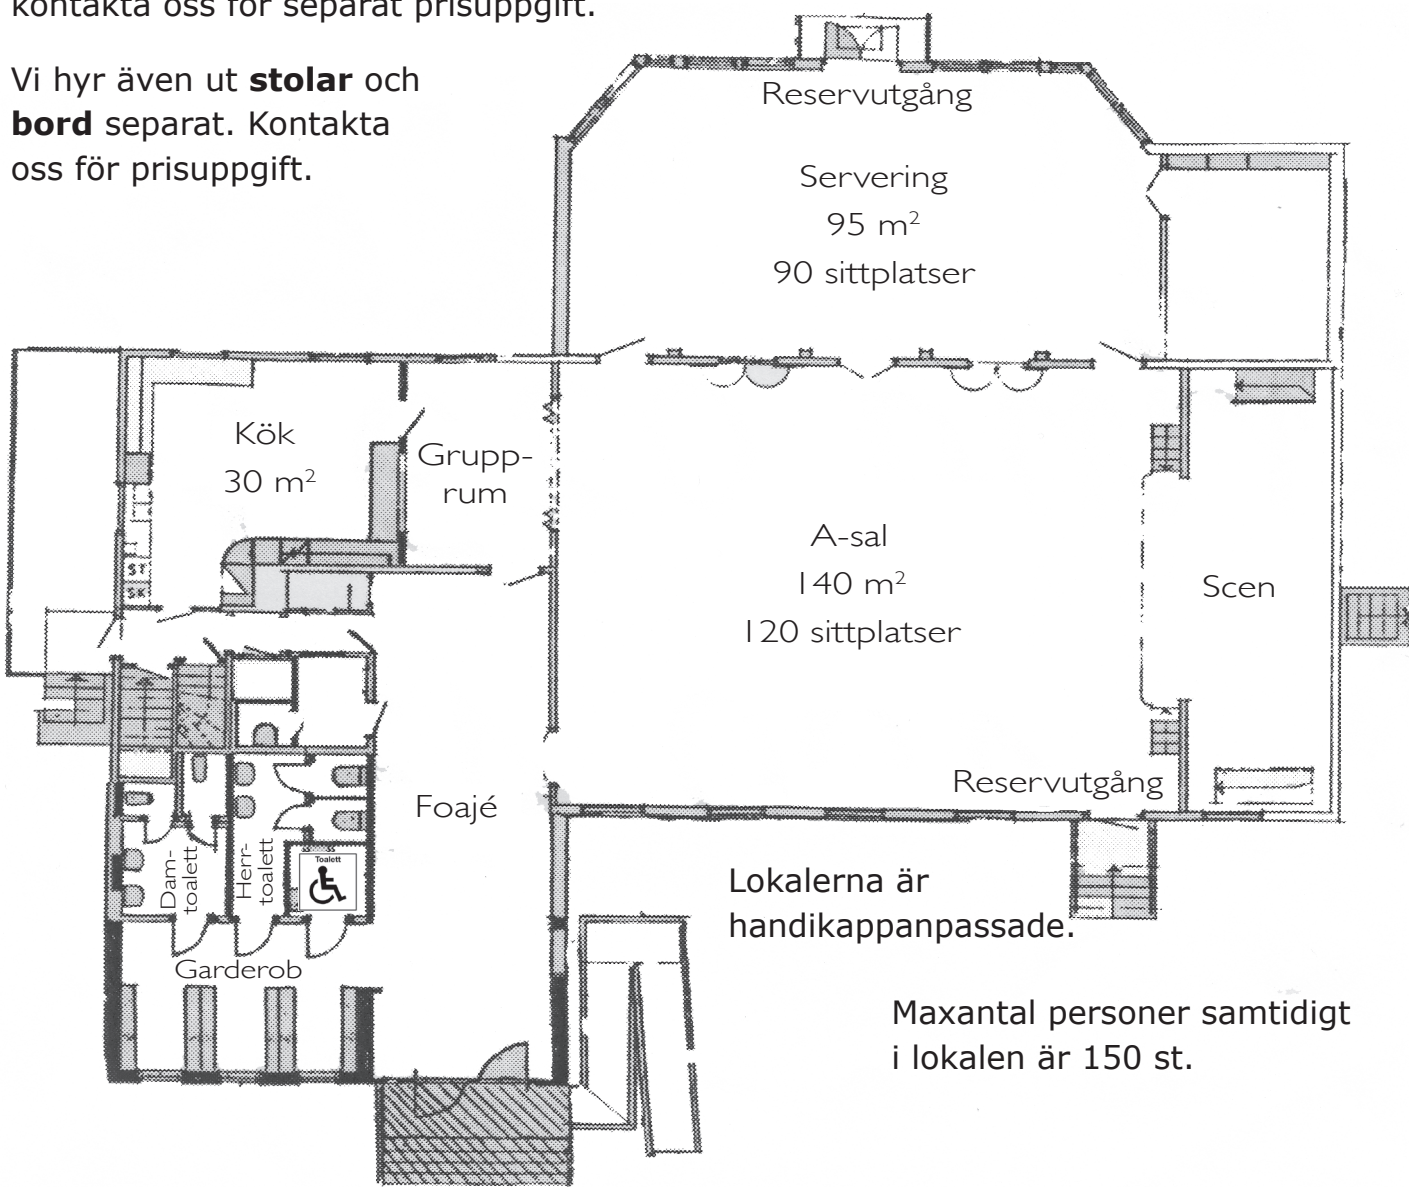 kontakta oss för separat prisuppgift.
Vi hyr även ut stolar och
bord separat. Kontakta
oss för prisuppgift.
Reservutgång
Servering
95 m²
90 sittplatser
Kök
30 m²
Grupp-
rum
A-sal
140 m²
120 sittplatser
Scen
ST
SK
Reservutgång
Foajé
Dam-
toalett
Herr-
toalett
Toalett
Garderob
Lokalerna är
handikappanpassade.
Maxantal personer samtidigt
i lokalen är 150 st.